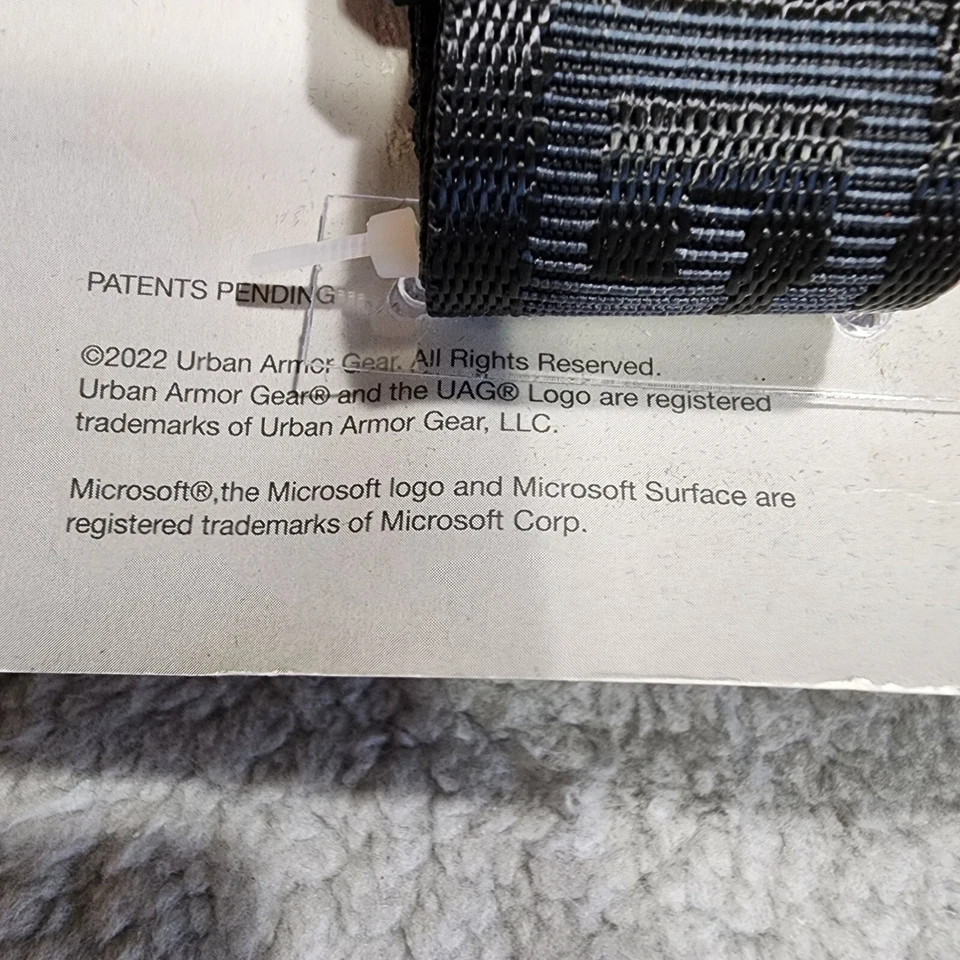 PATENTS PENDING
©2022 Urban Armor Gear. All Rights Reserved.
Urban Armor Gear® and the UAG® Logo are registered
trademarks of Urban Armor Gear, LLC.
Microsoft®,the Microsoft logo and Microsoft Surface are
registered trademarks of Microsoft Corp.